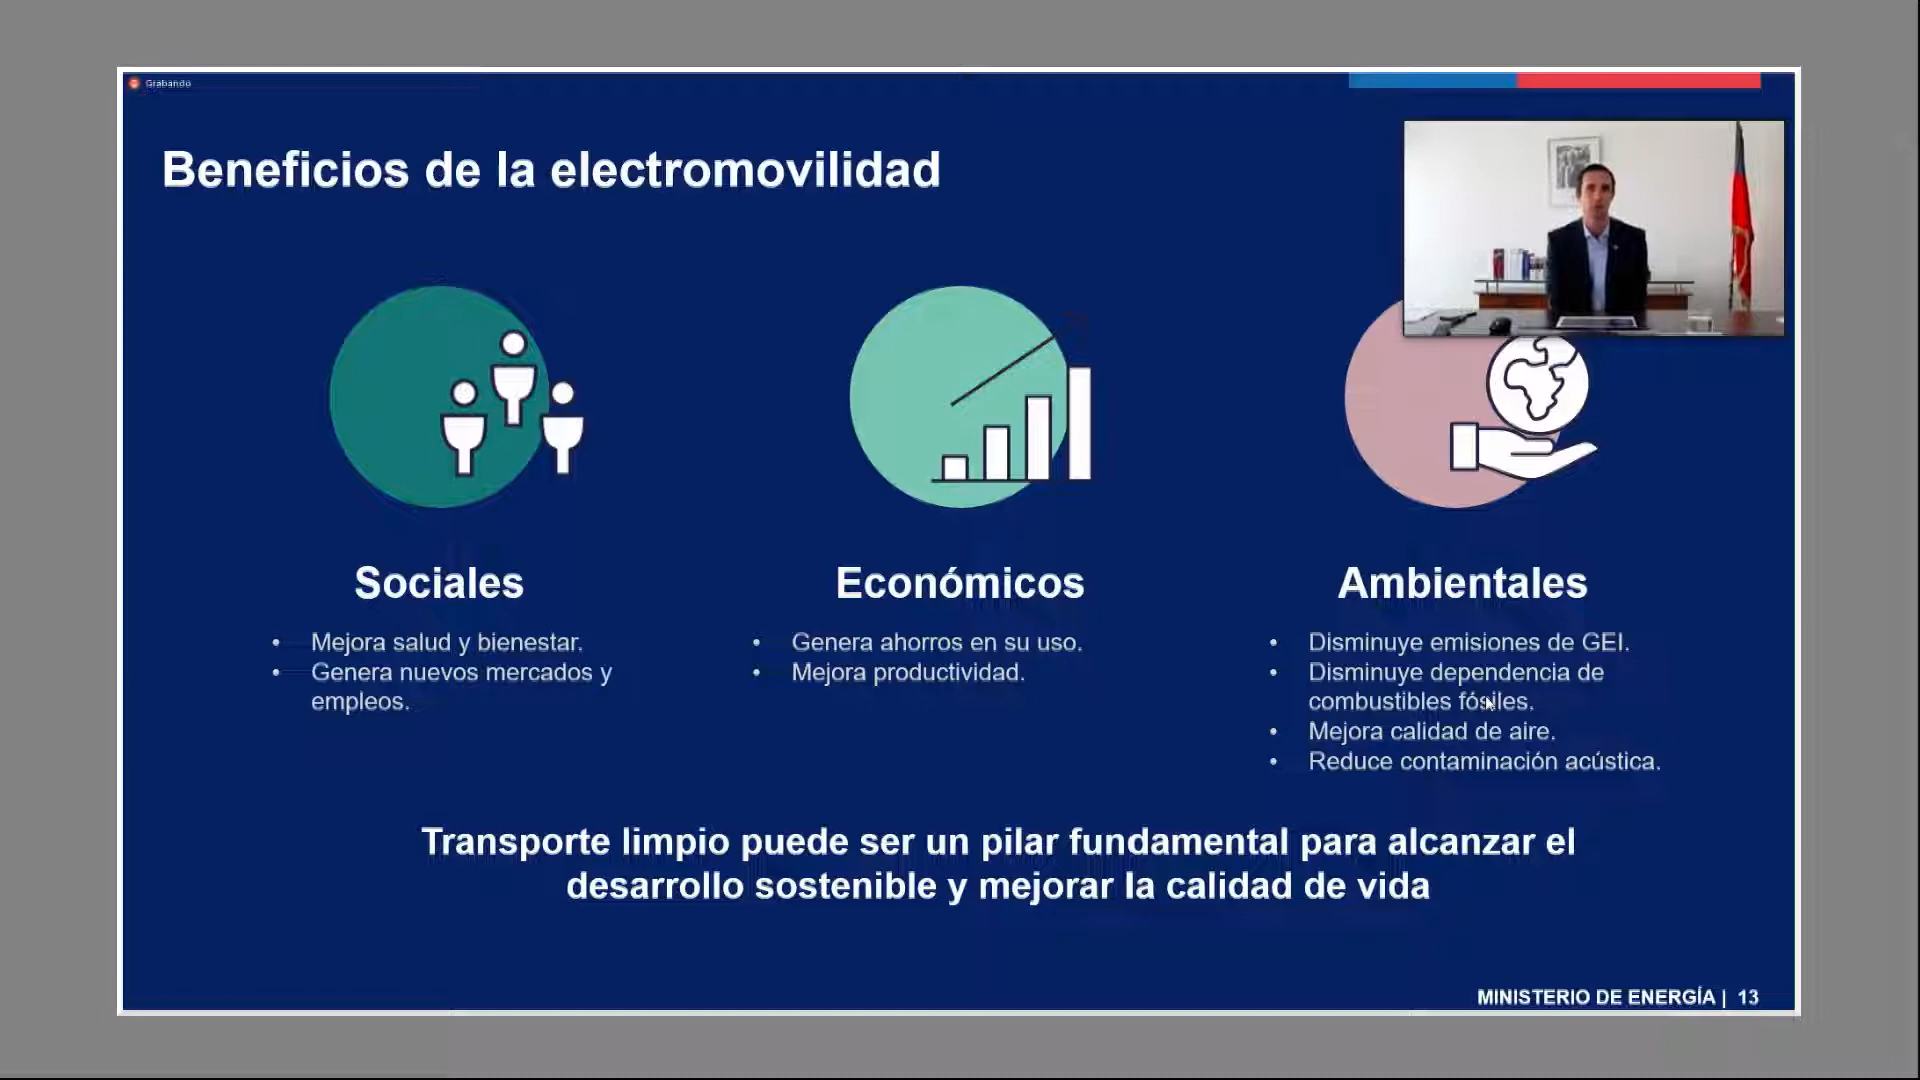 Grabando
Beneficios de la electromovilidad
Sociales
• Mejora salud y bienestar.
• Genera nuevos mercados y
empleos.
Económicos
• Genera ahorros en su uso.
• Mejora productividad.
Ambientales
• Disminuye emisiones de GEI.
• Disminuye dependencia de
combustibles fósiles.
• Mejora calidad de aire.
• Reduce contaminación acústica.
Transporte limpio puede ser un pilar fundamental para alcanzar el
desarrollo sostenible y mejorar la calidad de vida
MINISTERIO DE ENERGÍA | 13